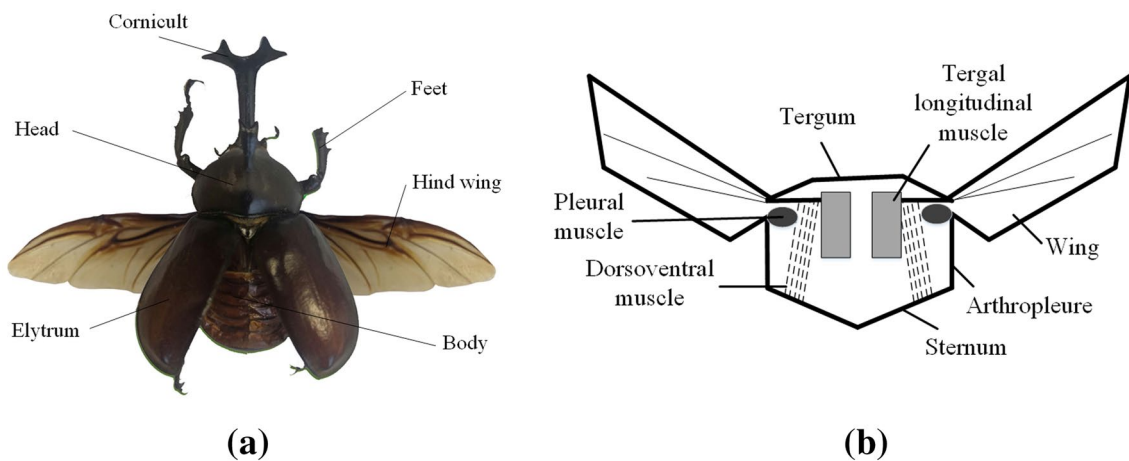 Cornicult
Feet
Head
Hind wing
Elytrum
Body
(a)
Tergal
longitudinal
muscle
Tergum
Pleural
muscle
Dorsoventral
muscle
Wing
Arthropleure
Sternum
(b)